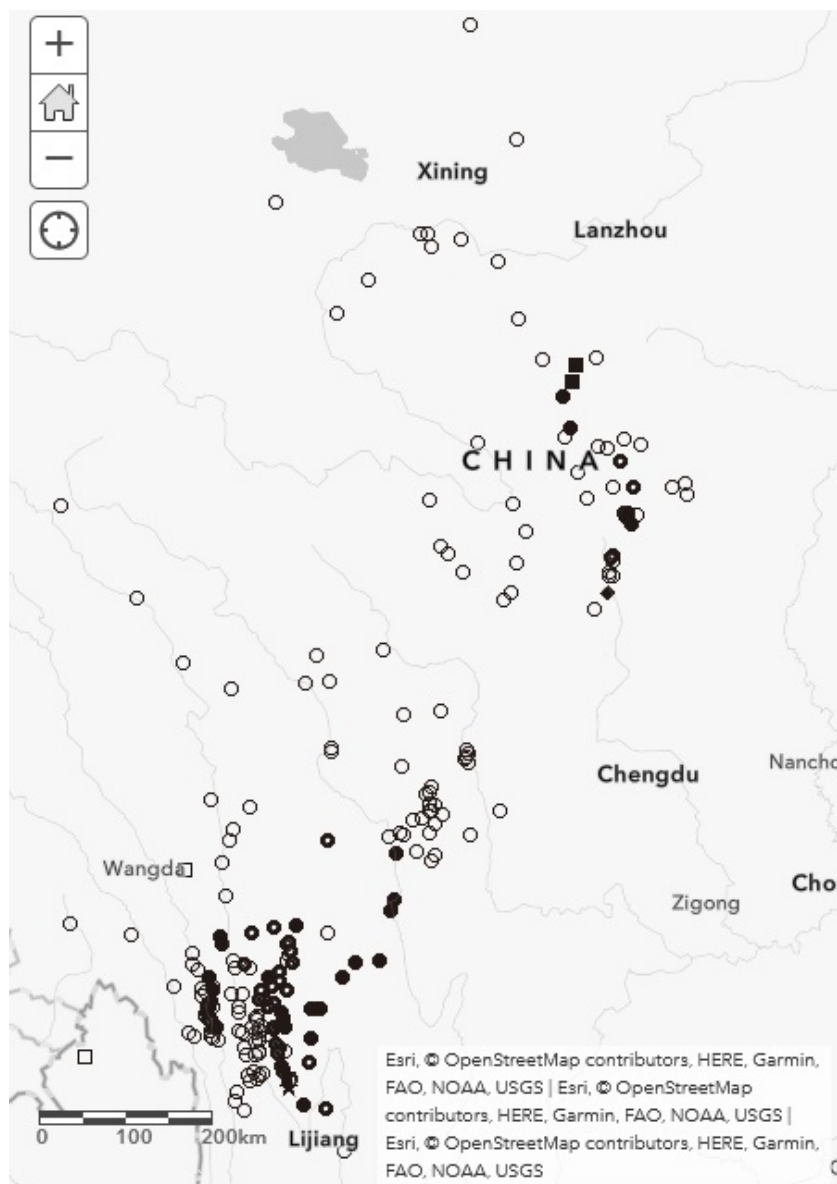 +
−
Xining
Lanzhou
CHINA
Chengdu
Nancho
Wangda
Cho
Zigong
Esri, © OpenStreetMap contributors, HERE, Garmin,
FAO, NOAA, USGS | Esri, © OpenStreetMap
contributors, HERE, Garmin, FAO, NOAA, USGS |
Esri, © OpenStreetMap contributors, HERE, Garmin,
FAO, NOAA, USGS
0 100 200km
Lijiang